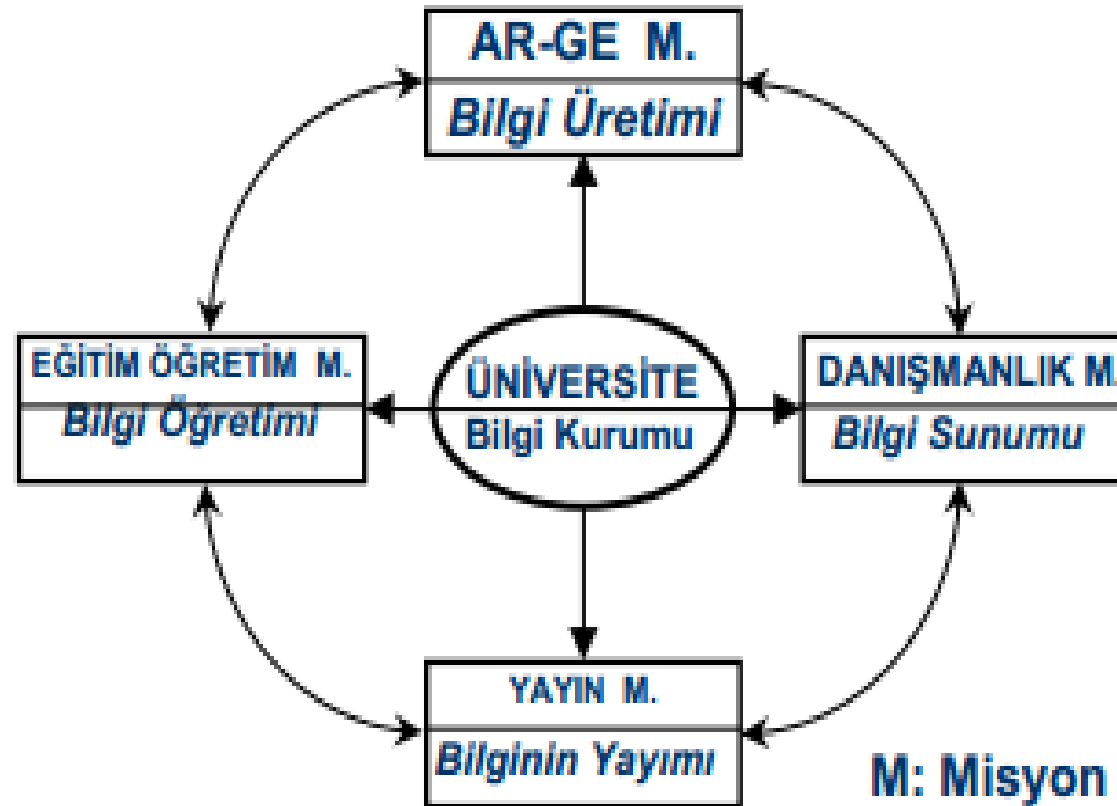 AR-GE M.
Bilgi Üretimi
EĞİTİM ÖĞRETİM M.
Bilgi Öğretimi
ÜNİVERSİTE
Bilgi Kurumu
DANIŞMANLIK M.
Bilgi Sunumu
YAYIN M.
Bilginin Yayımı
M: Misyon